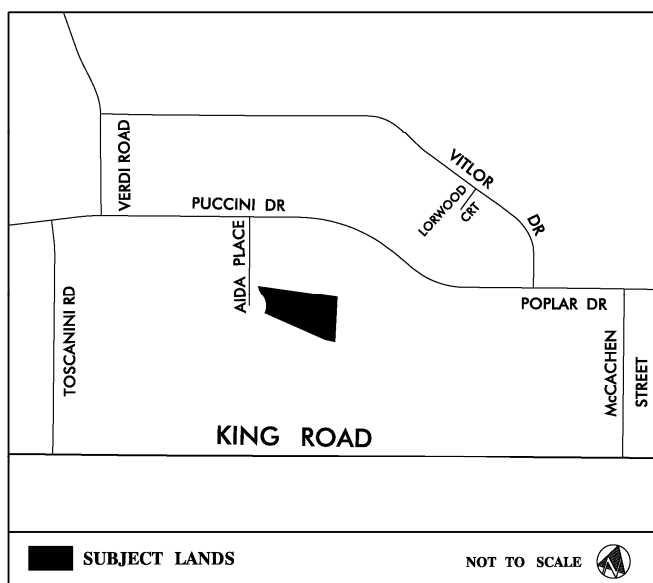 VERDI ROAD
VITLOR
DR
LORWOOD
CRT
PUCCINI DR
AIDA PLACE
TOSCANINI RD
POPLAR DR
McCACHEN
STREET
KING ROAD
SUBJECT LANDS
NOT TO SCALE